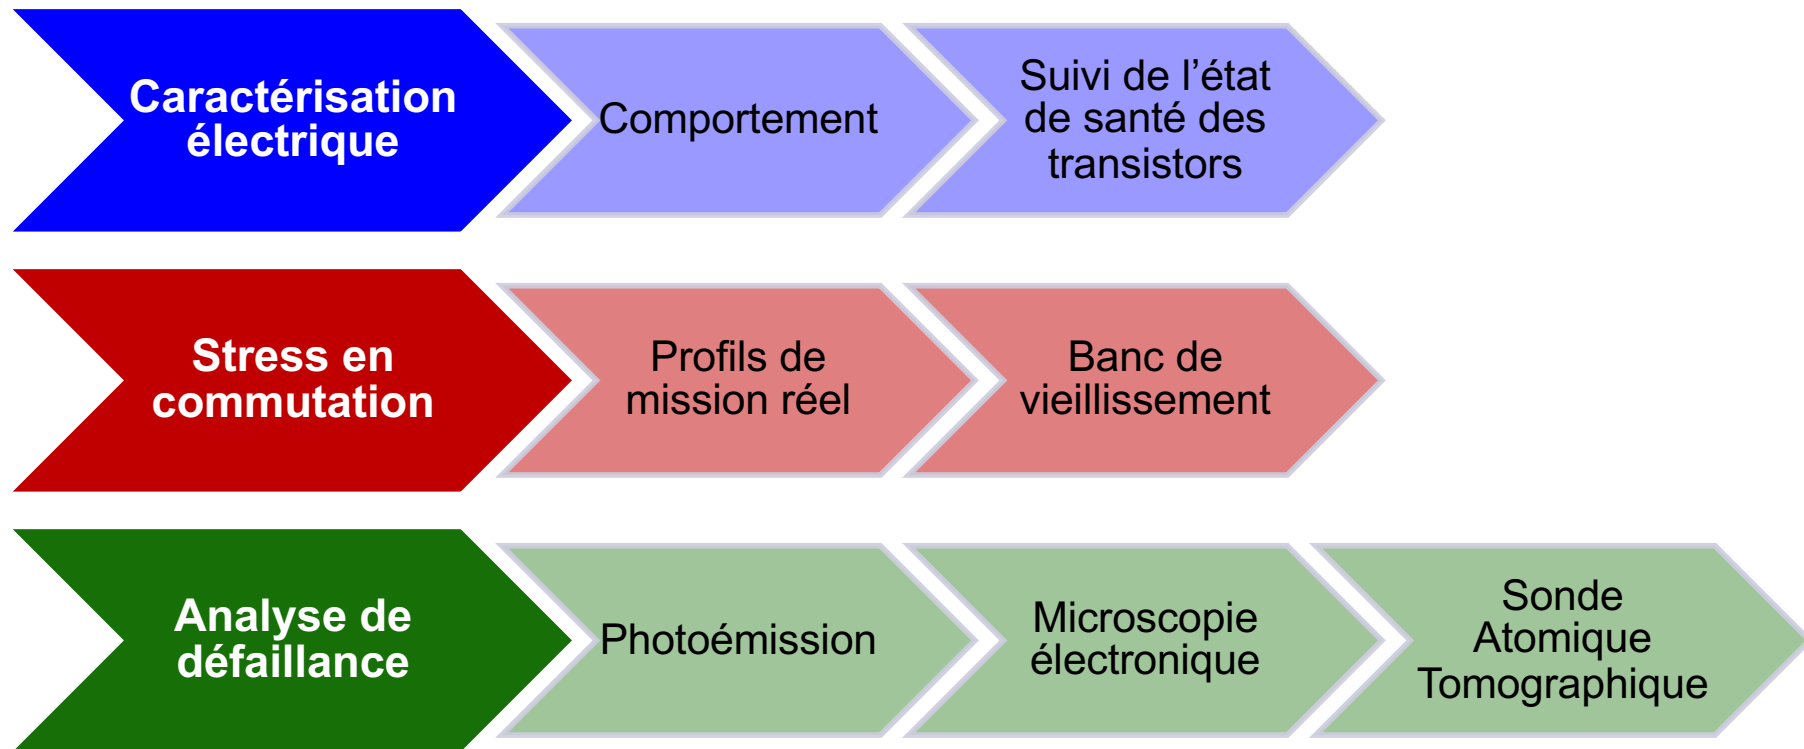 Caractérisation
électrique
Comportement
Suivi de l’état
de santé des
transistors
Stress en
commutation
Profils de
mission réel
Banc de
vieillissement
Analyse de
défaillance
Photoémission
Microscopie
électronique
Sonde
Atomique
Tomographique